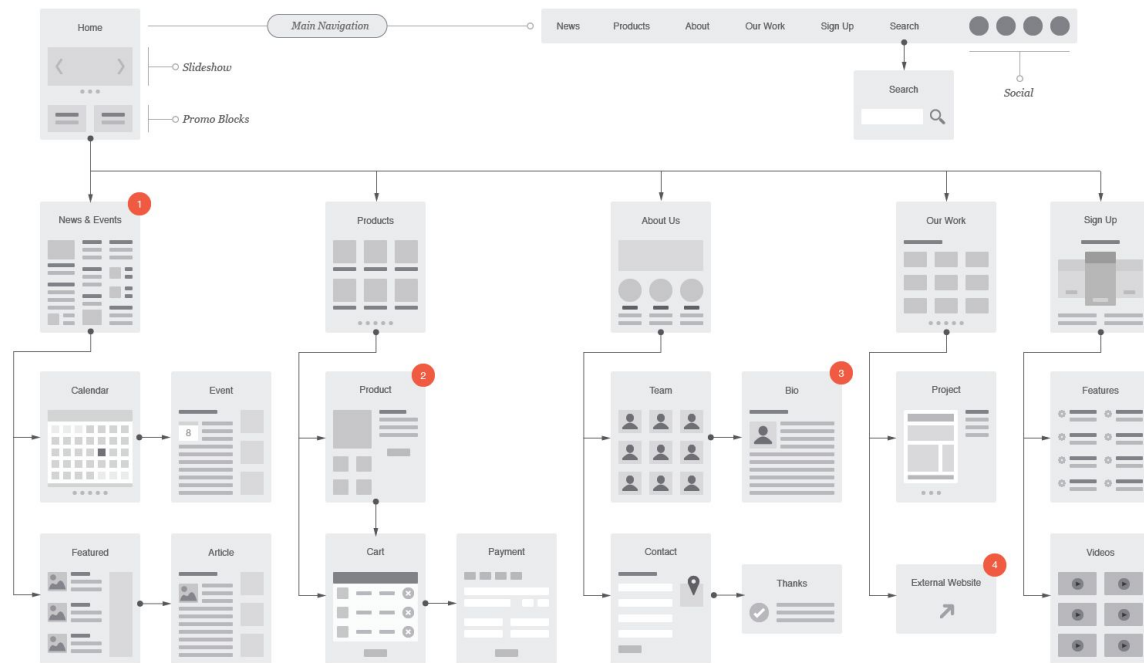 Home
Main Navigation
News
Products
About
Our Work
Sign Up
Search
Slideshow
Search
Social
Promo Blocks
1
News & Events
Products
About Us
Our Work
Sign Up
Calendar
Event
2
Product
Team
3
Bio
Project
Features
8
Featured
Article
Cart
Payment
Contact
Thanks
4
External Website
Videos